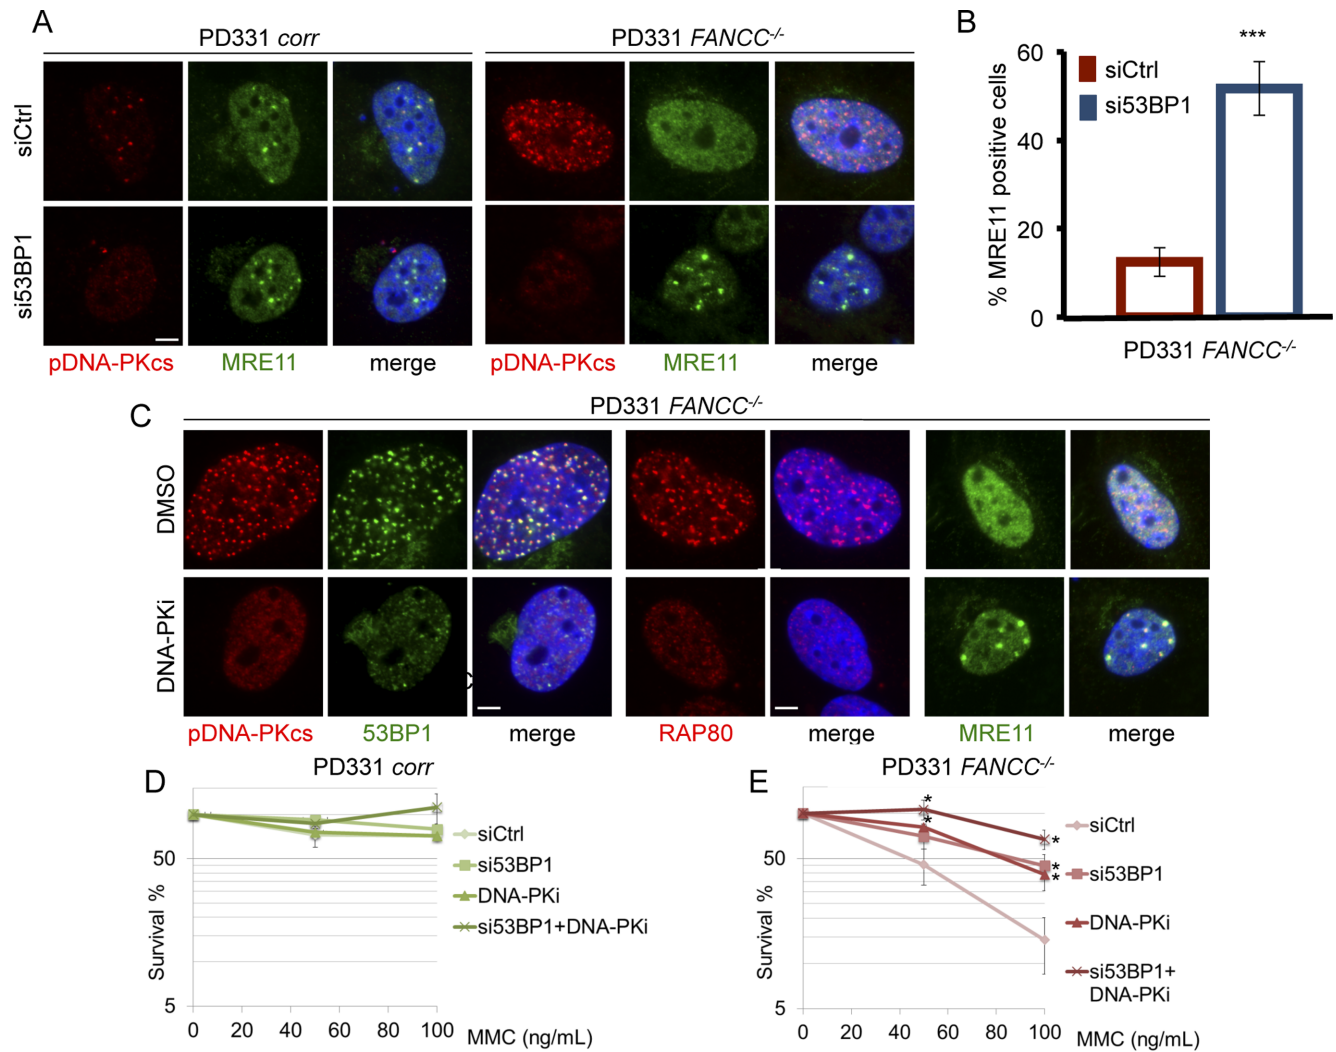 A
PD331 corr
PD331 FANCC-/-
siCtrl
si53BP1
pDNA-PKcs
MRE11
merge
pDNA-PKcs
MRE11
merge
B
***
% MRE11 positive cells
60
40
20
0
siCtrl
si53BP1
PD331 FANCC-/-
C
PD331 FANCC-/-
DMSO
DNA-PKi
pDNA-PKcs
53BP1
merge
RAP80
merge
MRE11
merge
D
PD331 corr
Survival %
50
5
0
20
40
60
80
100
MMC (ng/mL)
siCtrl
si53BP1
DNA-PKi
si53BP1+DNA-PKi
E
PD331 FANCC-/-
Survival %
50
5
0
20
40
60
80
100
MMC (ng/mL)
*
*
*
*
*
siCtrl
si53BP1
DNA-PKi
si53BP1+
DNA-PKi